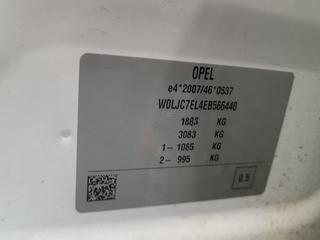 OPEL
e4*2007/46*0537
W0LJC7EL4EB566440
1883 KG
3083 KG
1- 1085 KG
2- 995 KG
0.5